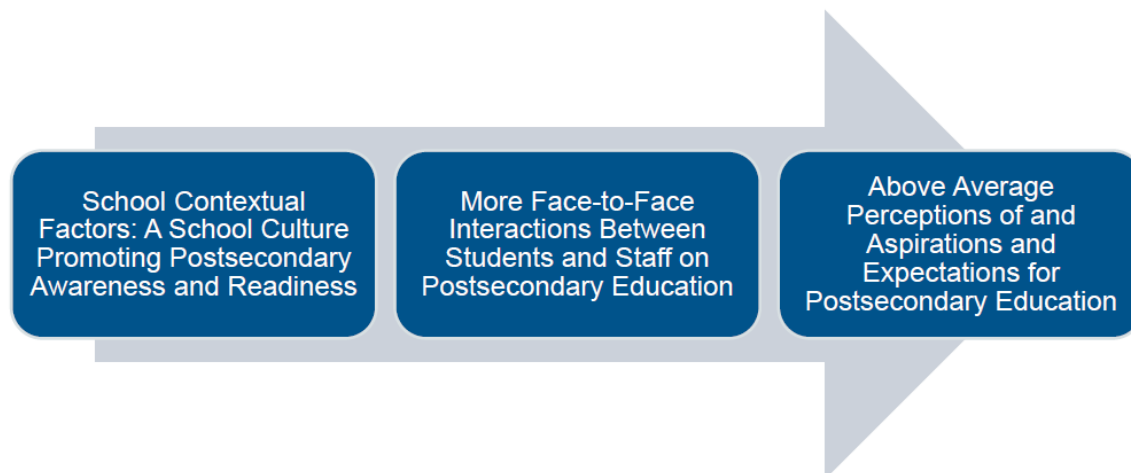 School Contextual
Factors: A School Culture
Promoting Postsecondary
Awareness and Readiness
More Face-to-Face
Interactions Between
Students and Staff on
Postsecondary Education
Above Average
Perceptions of and
Aspirations and
Expectations for
Postsecondary Education